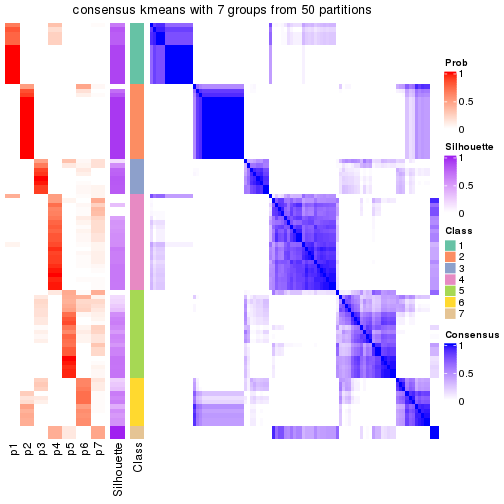 consensus kmeans with 7 groups from 50 partitions
Prob
1
0.5
0
Silhouette
1
0.5
0
Class
1
2
3
4
5
6
7
Consensus
1
0.5
0
p1
p2
p3
p4
p5
p6
p7
Silhouette
Class